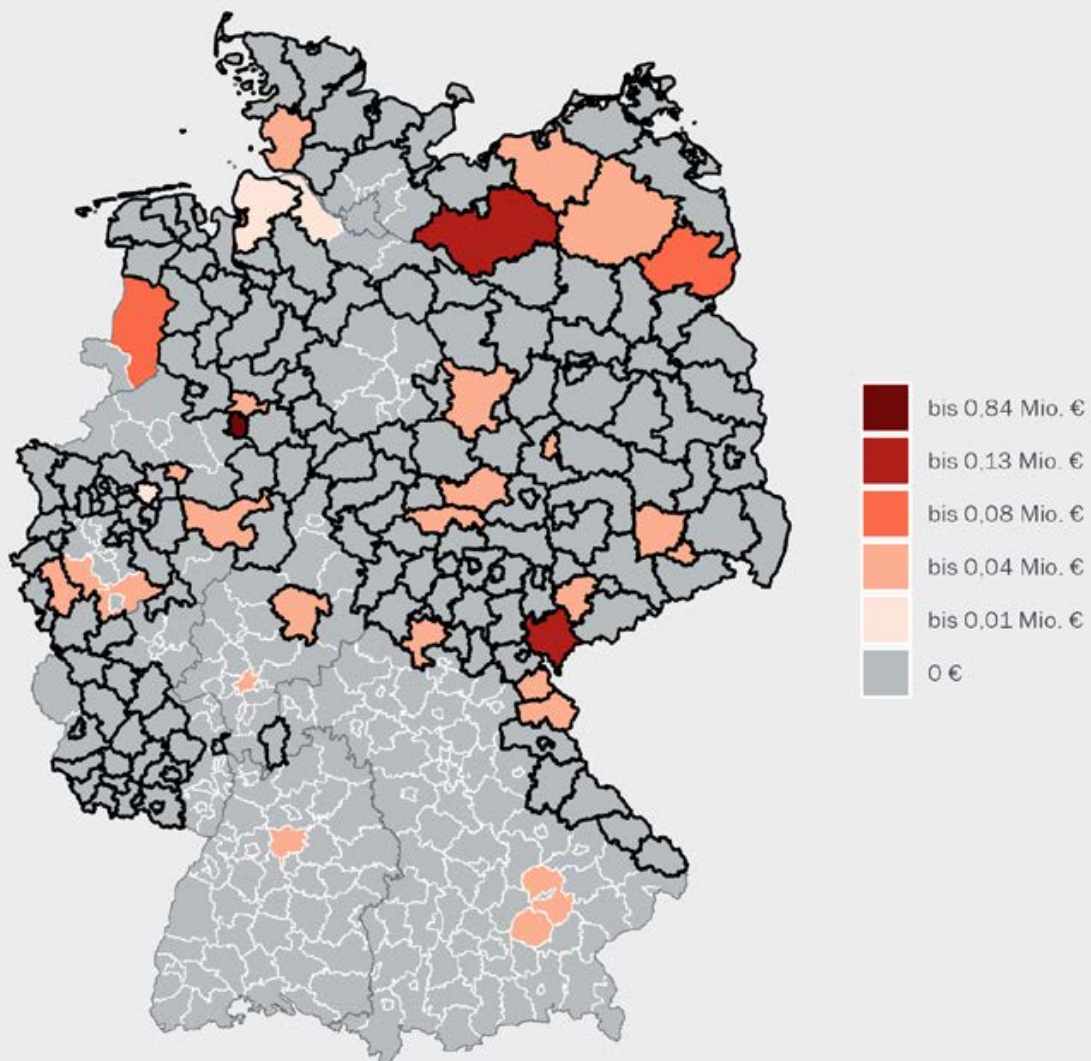 bis 0,84 Mio. €
bis 0,13 Mio. €
bis 0,08 Mio. €
bis 0,04 Mio. €
bis 0,01 Mio. €
0 €